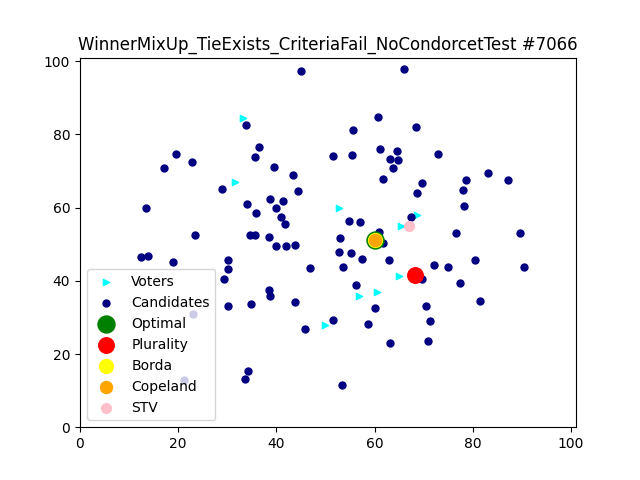 WinnerMixUp_TieExists_CriteriaFail_NoCondorcetTest #7066
100
80
60
40
20
0
Voters
Candidates
Optimal
Plurality
Borda
Copeland
STV
0 20 40 60 80 100